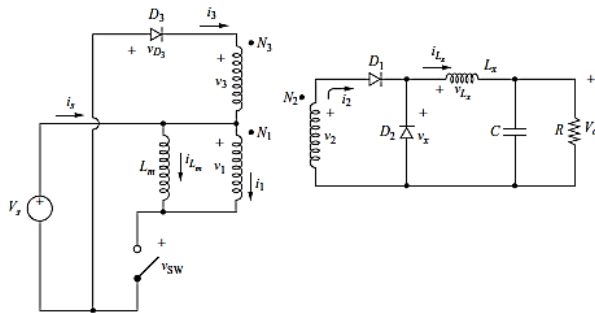 D3
i3
+ vD3
N3
+ v3
is
N1
Lm
iLm
+ v1
i1
Vs
+
+
vSW
N2
i2
+ v2
D1
D2
+ vx
iLx
Lx
+ vLx
C
R
+
Vo